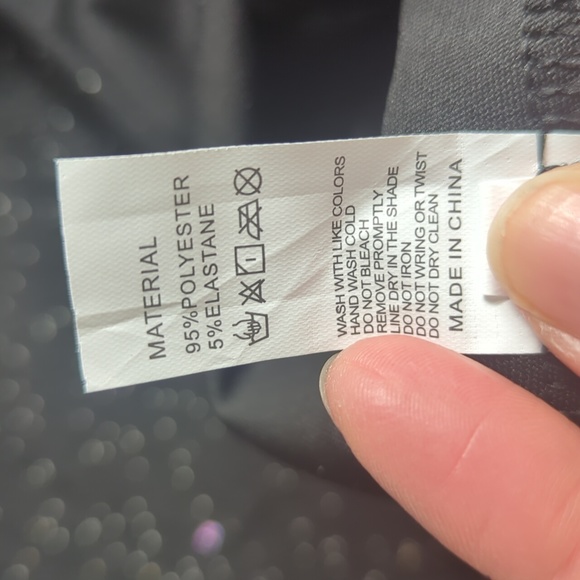 MATERIAL
95%POLYESTER
5%ELASTANE
WASH WITH LIKE COLORS
HAND WASH COLD
DO NOT BLEACH
REMOVE PROMPTLY
LINE DRY IN THE SHADE
DO NOT IRON
DO NOT WRING OR TWIST
DO NOT DRY CLEAN
MADE IN CHINA